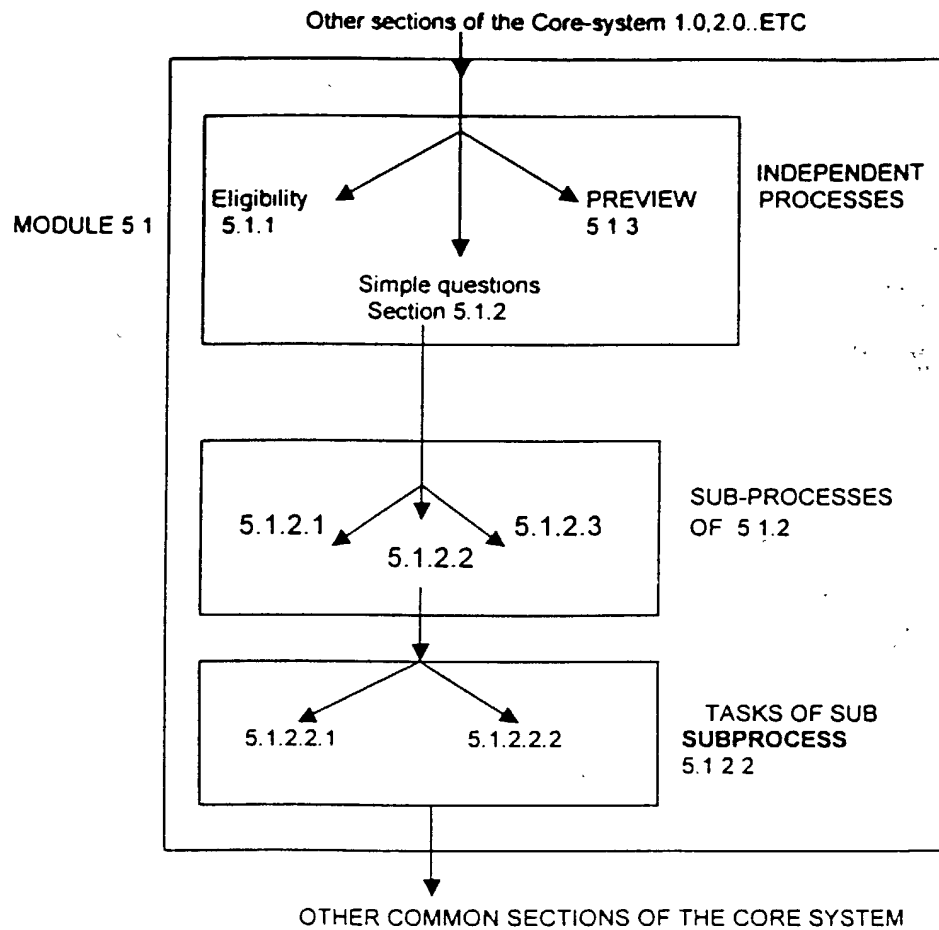 Other sections of the Core-system 1.0,2.0..ETC
INDEPENDENT
PROCESSES
Eligibility
5.1.1
PREVIEW
5 1 3
MODULE 5 1
Simple questions
Section 5.1.2
SUB-PROCESSES
OF 5 1.2
5.1.2.1
5.1.2.3
5.1.2.2
TASKS OF SUB
SUBPROCESS
5.1 2 2
5.1.2.2.1
5.1.2.2.2
OTHER COMMON SECTIONS OF THE CORE SYSTEM